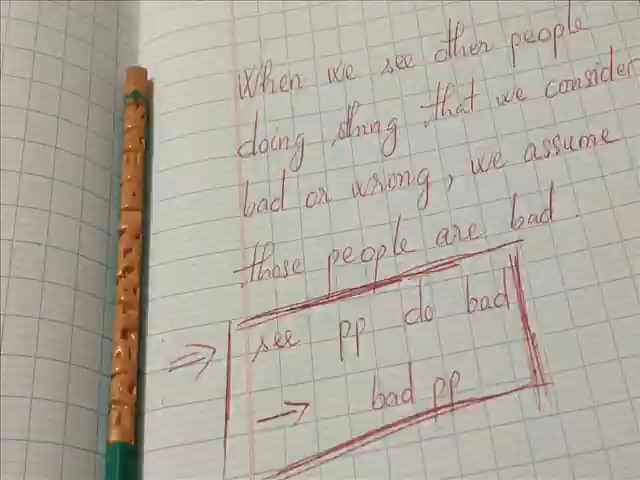 When we see other people
doing sthing that we consider
bad or wrong, we assume
those people are bad.
⇒ see pp do bad
→ bad pp